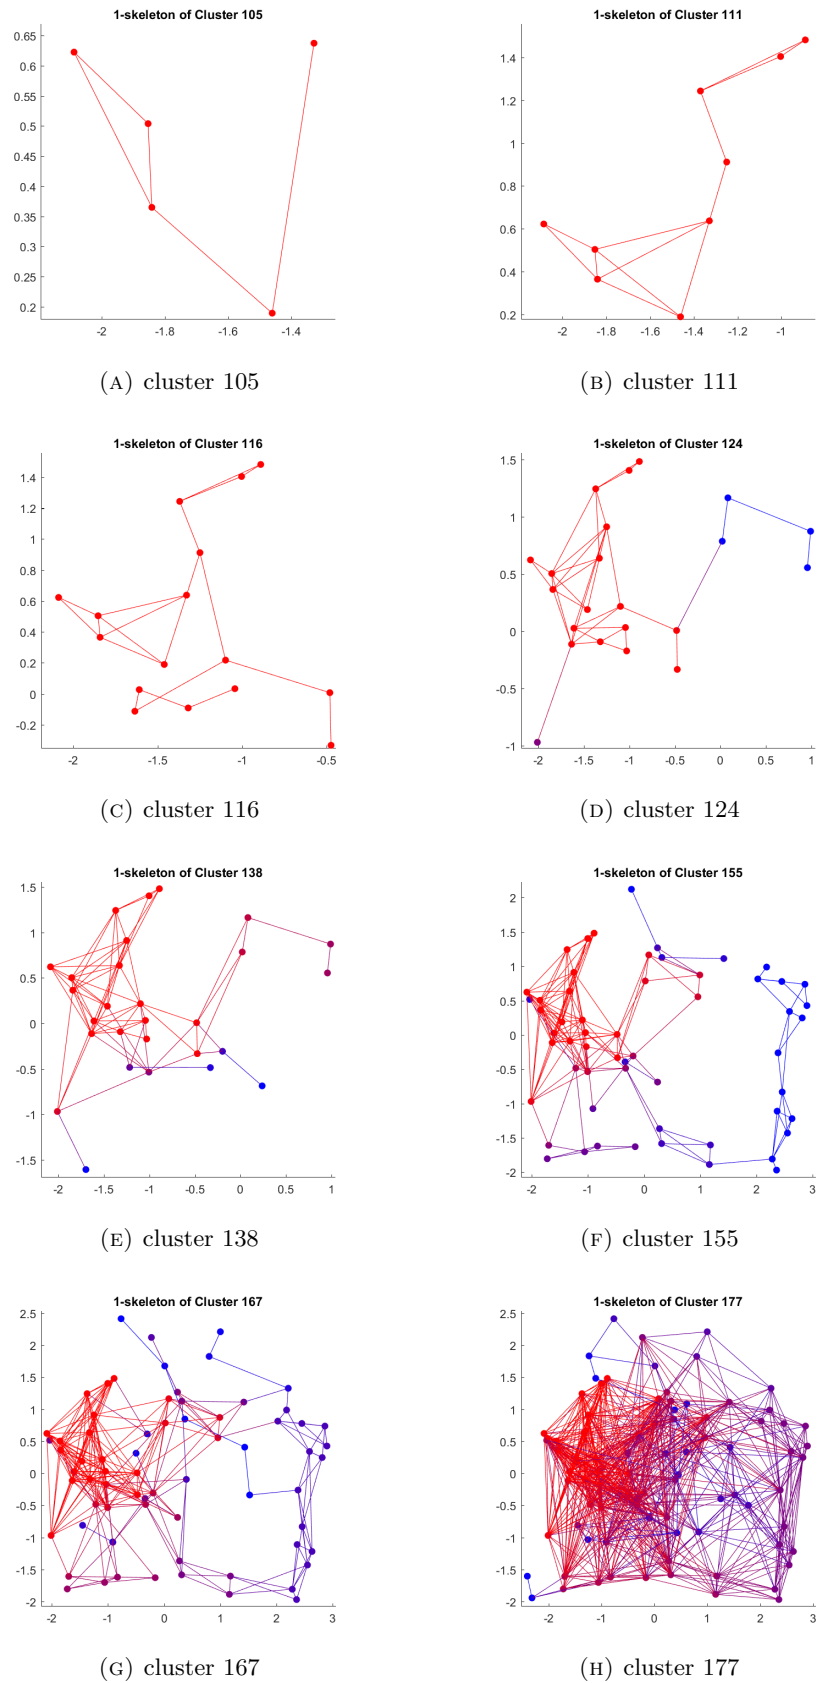 1-skeleton of Cluster 105
0.65
0.6
0.55
0.5
0.45
0.4
0.35
0.3
0.25
0.2
-2 -1.8 -1.6 -1.4
(A) cluster 105
1-skeleton of Cluster 111
1.4
1.2
1
0.8
0.6
0.4
0.2
-2 -1.8 -1.6 -1.4 -1.2 -1
(B) cluster 111
1-skeleton of Cluster 116
1.4
1.2
1
0.8
0.6
0.4
0.2
0
-0.2
-2 -1.5 -1 -0.5
(C) cluster 116
1-skeleton of Cluster 124
1.5
1
0.5
0
-0.5
-1
-2 -1.5 -1 -0.5 0 0.5 1
(D) cluster 124
1-skeleton of Cluster 138
1.5
1
0.5
0
-0.5
-1
-1.5
-2 -1.5 -1 -0.5 0 0.5 1
(E) cluster 138
1-skeleton of Cluster 155
2
1.5
1
0.5
0
-0.5
-1
-1.5
-2
-2 -1 0 1 2 3
(F) cluster 155
1-skeleton of Cluster 167
2.5
2
1.5
1
0.5
0
-0.5
-1
-1.5
-2
-2 -1 0 1 2 3
(G) cluster 167
1-skeleton of Cluster 177
2.5
2
1.5
1
0.5
0
-0.5
-1
-1.5
-2
-2 -1 0 1 2 3
(H) cluster 177